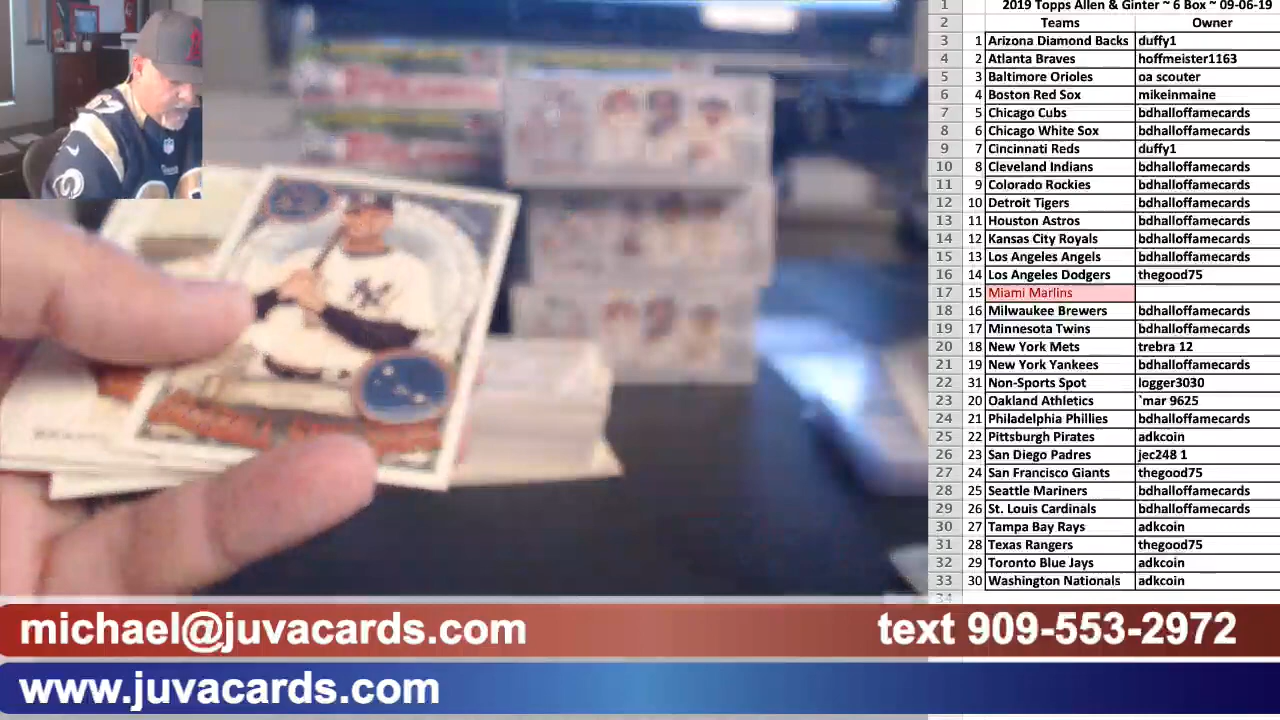 1 2019 Topps Allen & Ginter ~ 6 Box ~ 09-06-19
2 Teams Owner
3 1 Arizona Diamond Backs duffy1
4 2 Atlanta Braves hoffmeister1163
5 3 Baltimore Orioles oa scouter
6 4 Boston Red Sox mikeinmaine
7 5 Chicago Cubs bdhalloffamecards
8 6 Chicago White Sox bdhalloffamecards
9 7 Cincinnati Reds duffy1
10 8 Cleveland Indians bdhalloffamecards
11 9 Colorado Rockies bdhalloffamecards
12 10 Detroit Tigers bdhalloffamecards
13 11 Houston Astros bdhalloffamecards
14 12 Kansas City Royals bdhalloffamecards
15 13 Los Angeles Angels bdhalloffamecards
16 14 Los Angeles Dodgers thegood75
17 15 Miami Marlins
18 16 Milwaukee Brewers bdhalloffamecards
19 17 Minnesota Twins bdhalloffamecards
20 18 New York Mets trebra 12
21 19 New York Yankees bdhalloffamecards
22 31 Non-Sports Spot logger3030
23 20 Oakland Athletics `mar 9625
24 21 Philadelphia Phillies bdhalloffamecards
25 22 Pittsburgh Pirates adkcoin
26 23 San Diego Padres jec248 1
27 24 San Francisco Giants thegood75
28 25 Seattle Mariners bdhalloffamecards
29 26 St. Louis Cardinals bdhalloffamecards
30 27 Tampa Bay Rays adkcoin
31 28 Texas Rangers thegood75
32 29 Toronto Blue Jays adkcoin
33 30 Washington Nationals adkcoin
34
michael@juvacards.com text 909-553-2972
www.juvacards.com